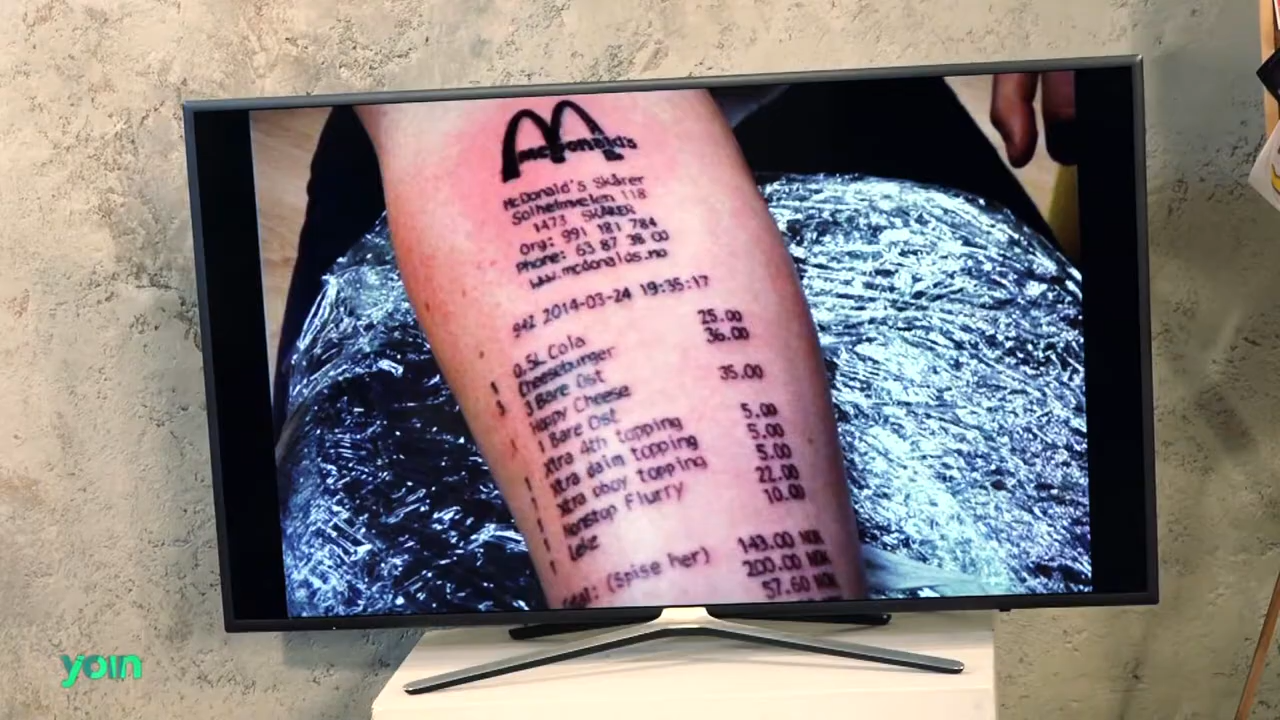 McDonald's
McDonald's Skårer
Solheimveien 118
1473 SKÅRER
Org: 991 181 784
Phone: 63 87 38 00
www.mcdonalds.no
2014-03-24 19:35:17
0.5L Cola 25.00
Cheeseburger 36.00
3 Bare Ost
Happy Cheese 35.00
1 Bare Ost
Xtra 4th topping 5.00
Xtra daim topping 5.00
Xtra topping 5.00
Nonstop Flurry 22.00
10.00
(Spise her) 143.00 NOK
200.00 NOK
57.60 NOK
yoin